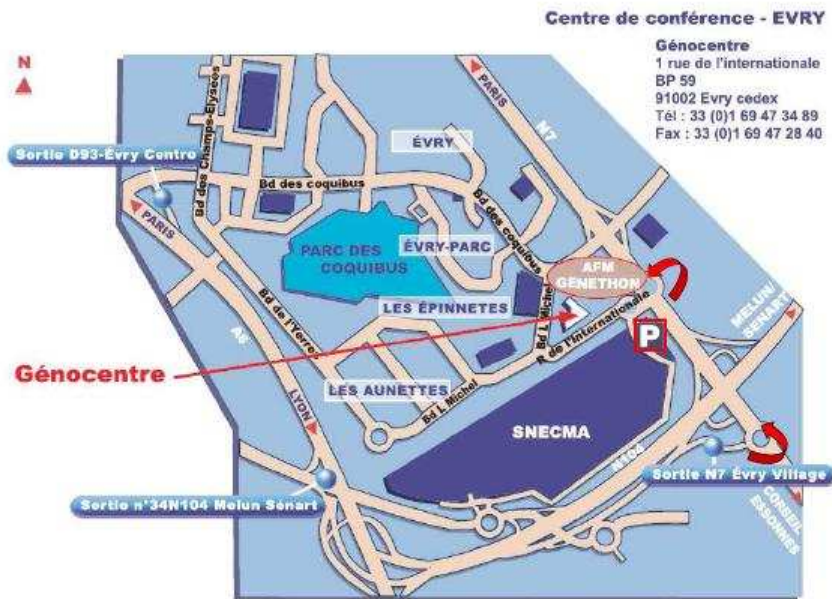 Centre de conférence - EVRY
Génocentre
1 rue de l'internationale
BP 59
91002 Evry cedex
Tél : 33 (0)1 69 47 34 89
Fax : 33 (0)1 69 47 28 40
N
PARIS
N7
Bd des Champs-Elysées
ÉVRY
Sortie D93-Évry Centro
Bd des coquibus
Bd des coquibus
PARIS
PARC DES
COQUIBUS
ÉVRY-PARC
AFM
GENETHON
MELUN/
SENART
LES ÉPINNETES
Bd de l'Yerres
A6
Bd L Michel
R de l'Internationale
P
Génocentre
LES AUNETTES
LYON
Bd L Michel
SNECMA
N104
Sortie N7 Évry Village
Sortie n°34N104 Melun Sénart
CORBEIL
ESSONNES